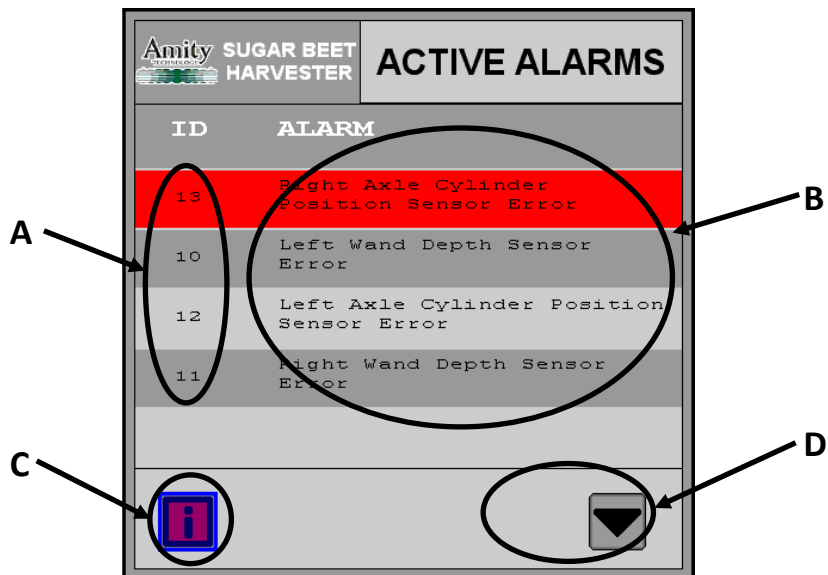 Amity
TECHNOLOGY
SUGAR BEET
HARVESTER
ACTIVE ALARMS
ID ALARM
13 Right Axle Cylinder
Position Sensor Error
10 Left Wand Depth Sensor
Error
12 Left Axle Cylinder Position
Sensor Error
11 Right Wand Depth Sensor
Error
A
B
C
D
i